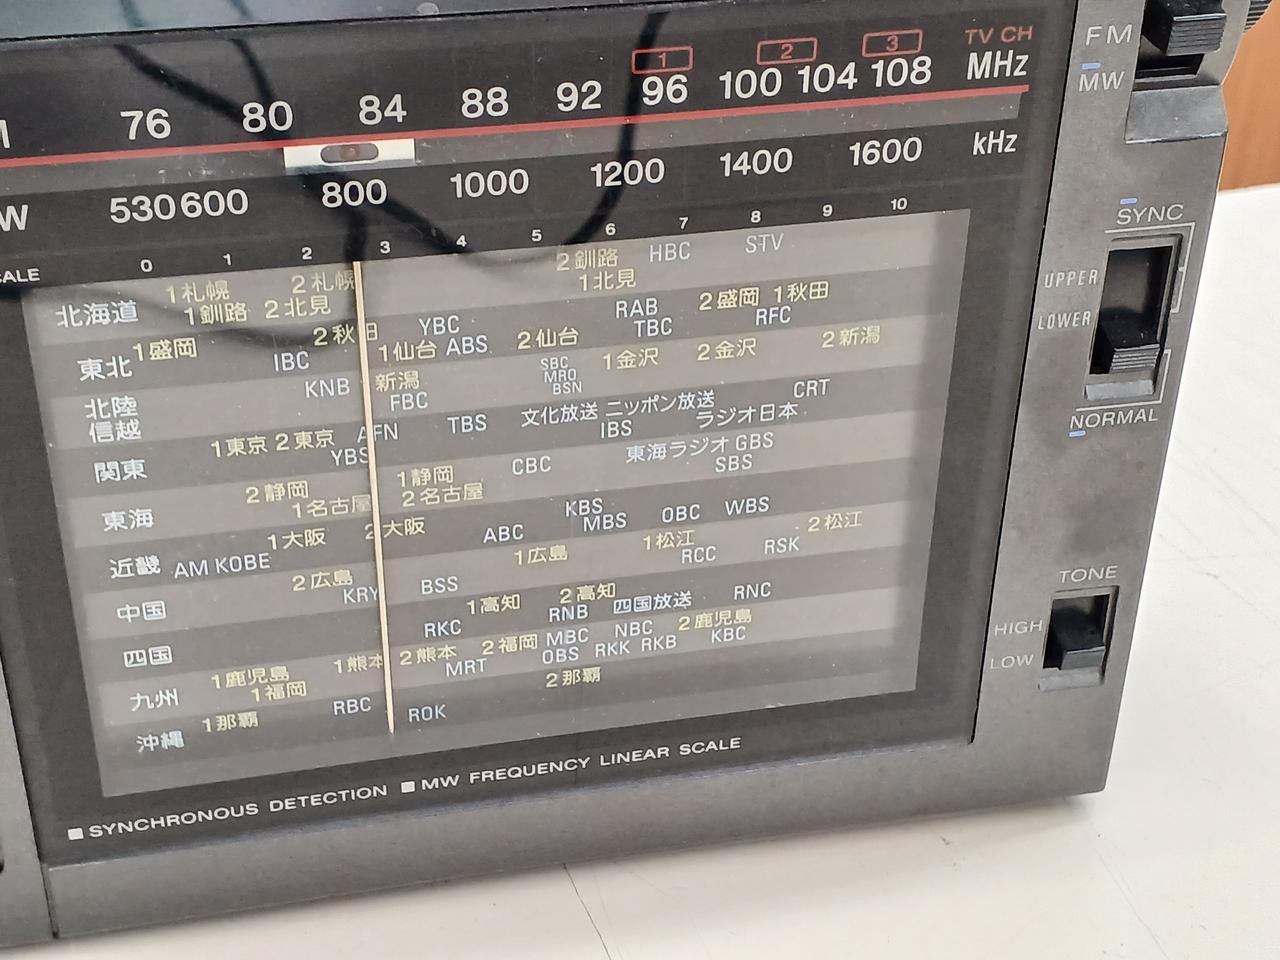 1 2 3 TV CH
76 80 84 88 92 96 100 104 108 MHz
W 530 600 800 1000 1200 1400 1600 kHz
0 1 2 3 4 5 6 7 8 9 10
北海道 1札幌 2札幌 2釧路 HBC STV
1釧路 2北見 1北見
東北 1盛岡 2秋田 YBC RAB 2盛岡 1秋田
IBC 1仙台 ABS 2仙台 TBC RFC
北陸 KNB 新潟 SBC 1金沢 2金沢 2新潟
信越 FBC MRO
BSN
関東 1東京 2東京 AFN TBS 文化放送 ニッポン放送 CRT
YBS IBS ラジオ日本
東海 2静岡 1静岡 CBC 東海ラジオ GBS
1名古屋 2名古屋 SBS
近畿 AM KOBE 1大阪 2大阪 ABC KBS MBS OBC WBS
中国 2広島 1広島 1松江 2松江
KRY BSS RCC RSK
四国 1高知 2高知 RNC
RKC RNB 四国放送
九州 1鹿児島 1熊本 2熊本 2福岡 MBC NBC 2鹿児島
1福岡 MRT OBS RKK RKB KBC
沖縄 1那覇 RBC ROK 2那覇
SYNCHRONOUS DETECTION MW FREQUENCY LINEAR SCALE
FM
MW
SYNC
UPPER
LOWER
NORMAL
TONE
HIGH
LOW